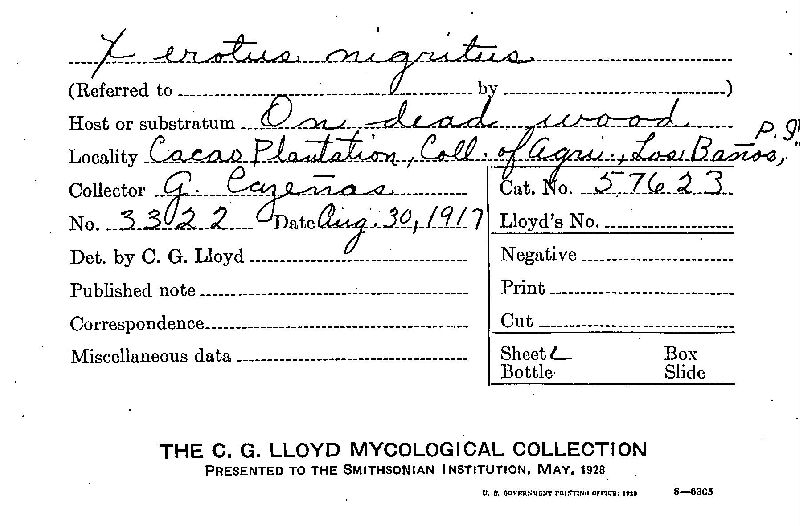 Xerotus nigritus
(Referred to by )
Host or substratum On dead wood
Locality Cacao Plantation, Coll. of Agri., Los Baños, P.I.
Collector G. Cazeñas Cat. No. 57623
No. 3322 Date Aug. 30, 1917 Lloyd's No.
Det. by C. G. Lloyd Negative
Published note Print
Correspondence Cut
Miscellaneous data Sheet Box
Bottle Slide
THE C. G. LLOYD MYCOLOGICAL COLLECTION
PRESENTED TO THE SMITHSONIAN INSTITUTION, MAY, 1928
U. S. GOVERNMENT PRINTING OFFICE: 1928 8—6305